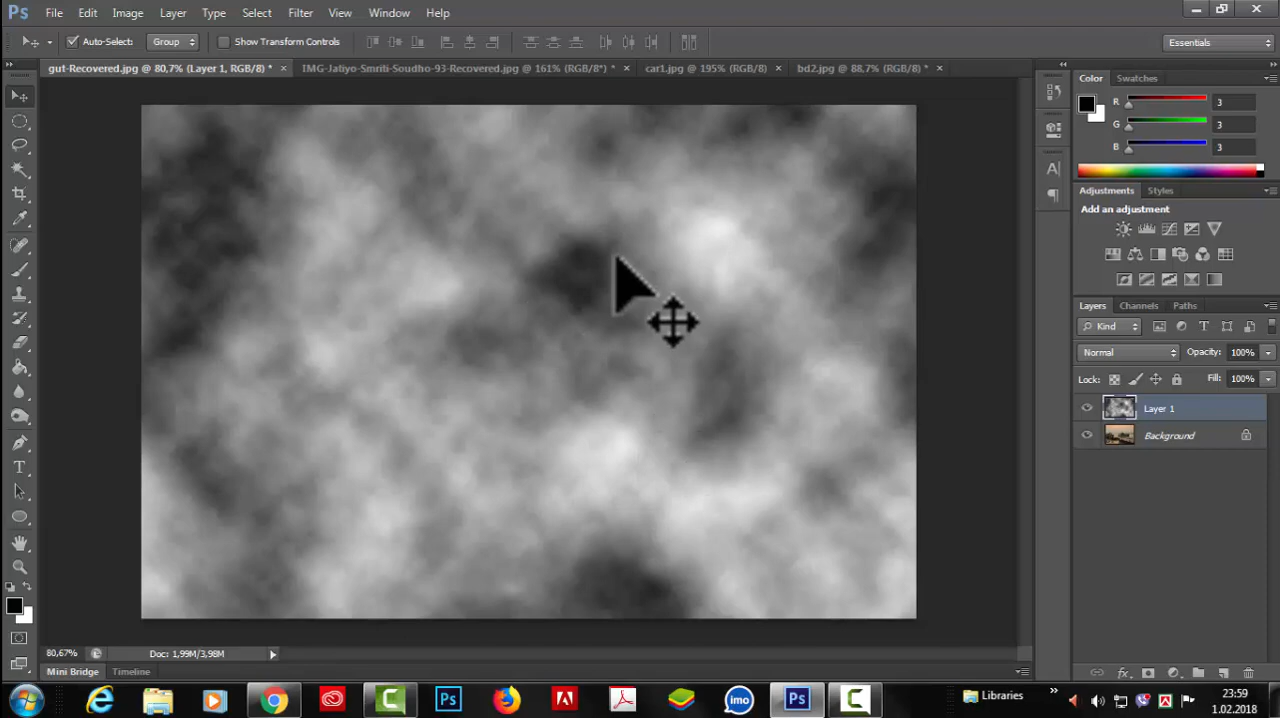 Ps File Edit Image Layer Type Select Filter View Window Help
Auto-Select: Group Show Transform Controls Essentials
gut-Recovered.jpg @ 80,7% (Layer 1, RGB/8) * × IMG-Jatiyo-Smriti-Soudho-93-Recovered.jpg @ 161% (RGB/8*) * × car1.jpg @ 195% (RGB/8) × bd2.jpg @ 88,7% (RGB/8) * ×
Color Swatches
R 3
G 3
B 3
Adjustments Styles
Add an adjustment
Layers Channels Paths
Kind
Normal Opacity: 100%
Lock: Fill: 100%
Layer 1
Background
80,67% Doc: 1,99M/3,98M
Mini Bridge Timeline
Ps imo Ps Libraries » 23:59
1.02.2018